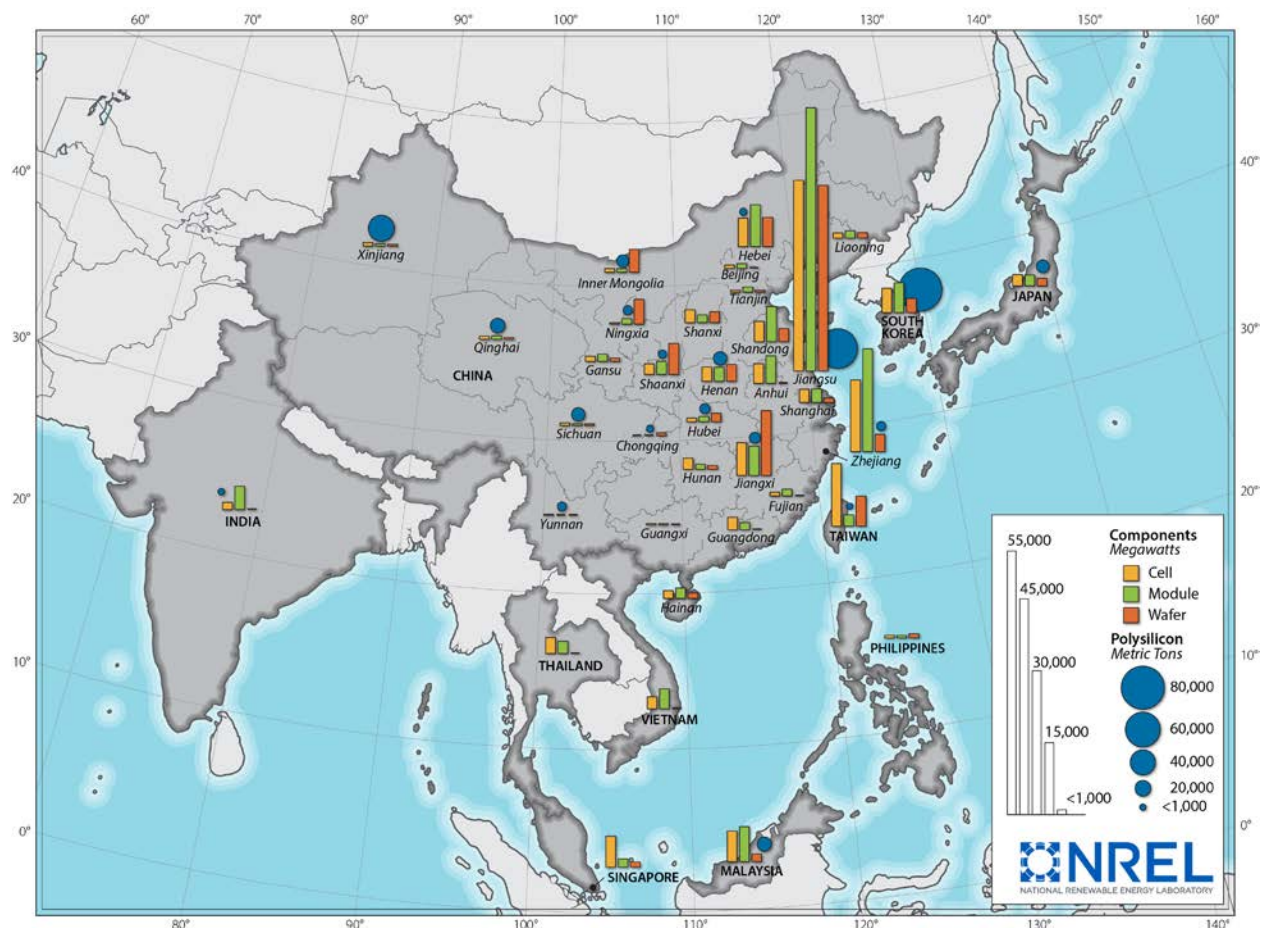 60° 70° 80° 90° 100° 110° 120° 130° 140° 150° 160°
40° 40°
30° 30°
20° 20°
10° 10°
0° 0°
80° 90° 100° 110° 120° 130° 140°
Xinjiang
Inner Mongolia
Hebei
Liaoning
Beijing
Tianjin
JAPAN
Ningxia
Shanxi
Shandong
SOUTH
KOREA
Qinghai
CHINA
Gansu
Shaanxi
Henan
Anhui
Jiangsu
Shanghai
Sichuan
Chongqing
Hubei
Zhejiang
Hunan
Jiangxi
Fujian
INDIA
Yunnan
Guangxi
Guangdong
TAIWAN
Hainan
THAILAND
PHILIPPINES
VIETNAM
SINGAPORE
MALAYSIA
55,000
45,000
30,000
15,000
<1,000
Components
Megawatts
Cell
Module
Wafer
Polysilicon
Metric Tons
80,000
60,000
40,000
20,000
<1,000
NREL
NATIONAL RENEWABLE ENERGY LABORATORY